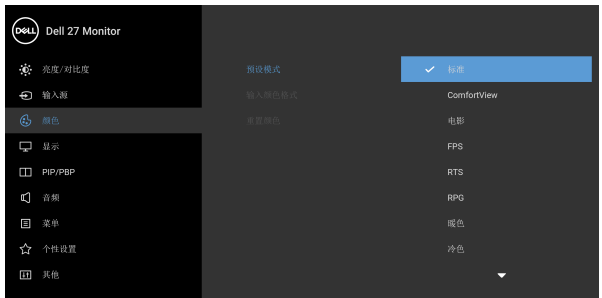 DELL
Dell 27 Monitor
亮度/对比度
输入源
颜色
显示
PIP/PBP
音频
菜单
个性设置
其他
预设模式
输入颜色格式
重置颜色
标准
ComfortView
电影
FPS
RTS
RPG
暖色
冷色